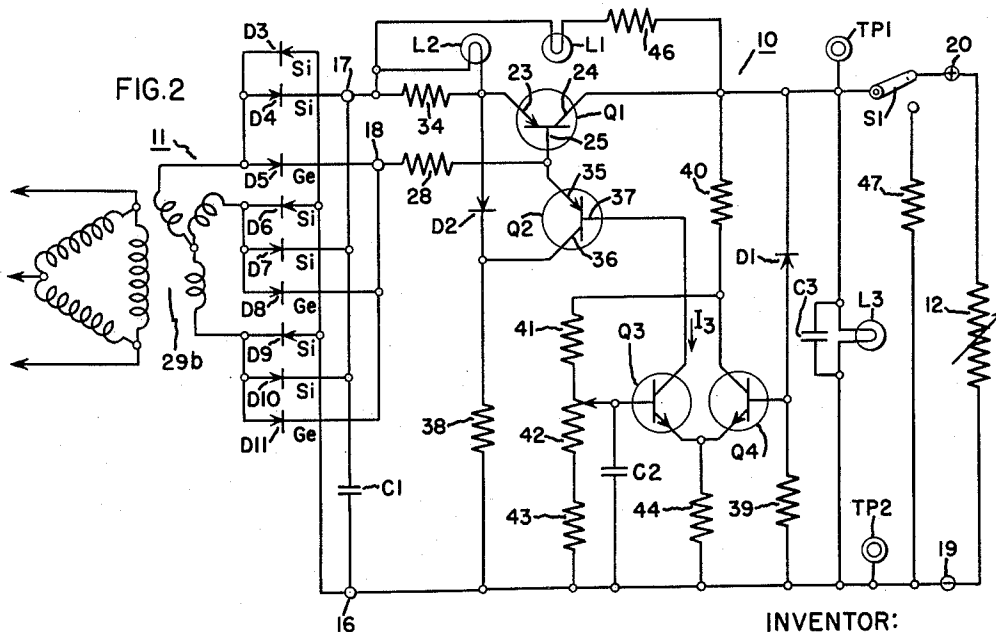 FIG.2
11
D3
Si
D4
Si
17
L2
L1
46
10
TP1
20
S1
34
23
24
Q1
25
18
D5
Ge
28
D6
Si
D7
Si
D8
Ge
D9
Si
D10
Si
D11
Ge
29b
D2
35
37
Q2
36
40
D1
C3
L3
47
12
41
I3
Q3
Q4
42
38
C2
43
44
39
C1
TP2
19
16
INVENTOR: